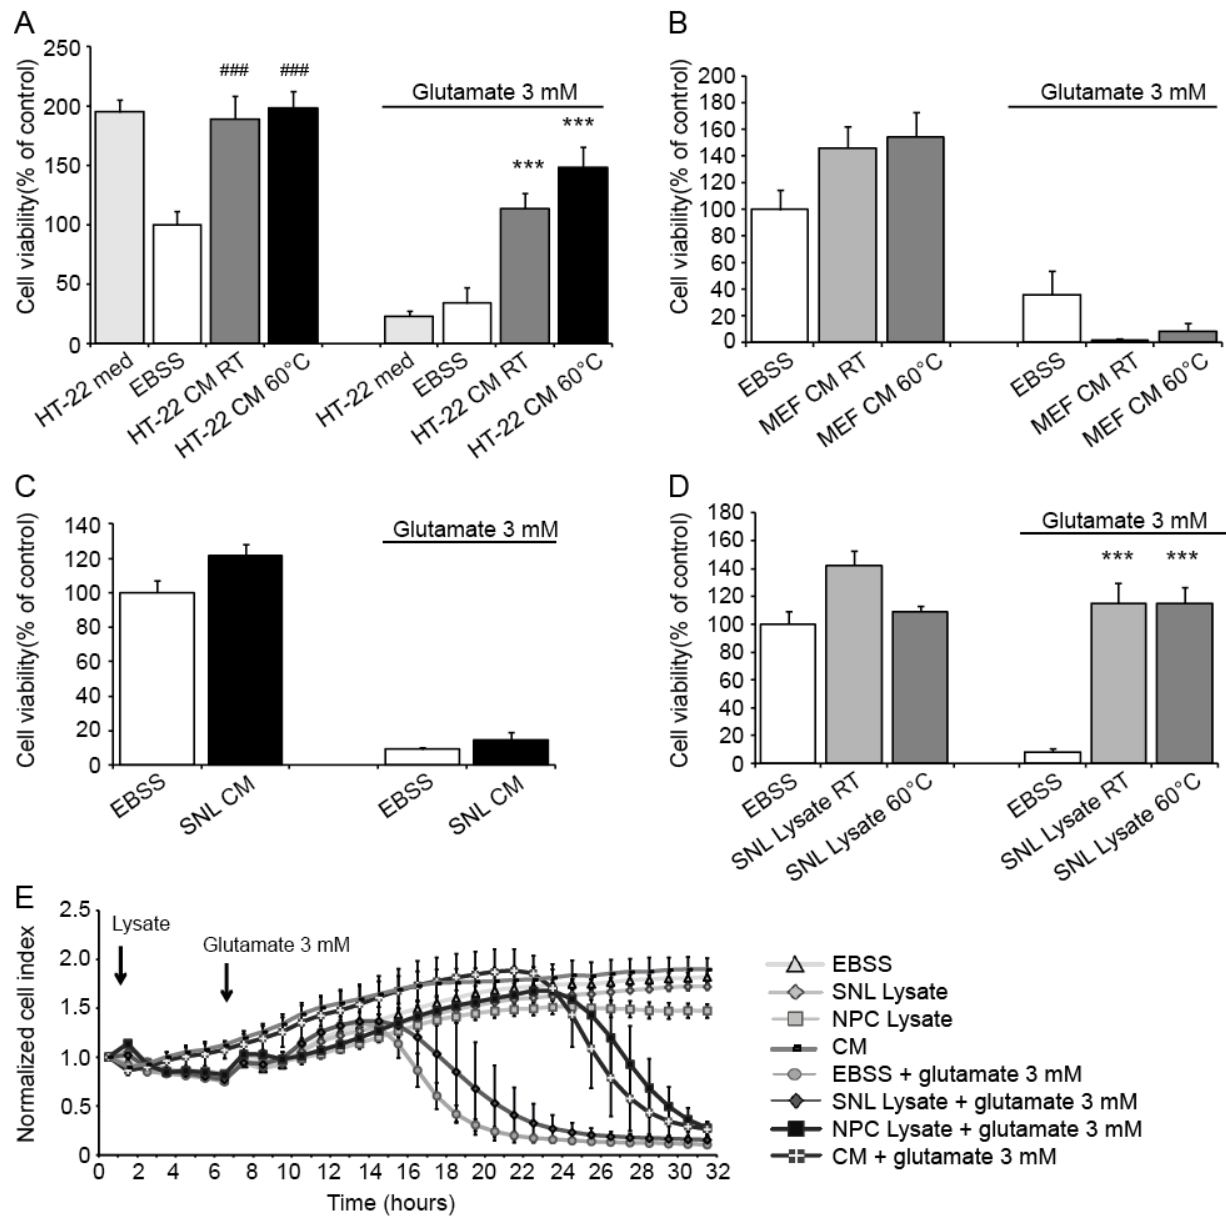 A
Cell viability(% of control)
250
200
150
100
50
0
###
###
Glutamate 3 mM
***
***
HT-22 med
EBSS
HT-22 CM RT
HT-22 CM 60°C
HT-22 med
EBSS
HT-22 CM RT
HT-22 CM 60°C
B
Cell viability(% of control)
200
180
160
140
120
100
80
60
40
20
0
Glutamate 3 mM
EBSS
MEF CM RT
MEF CM 60°C
EBSS
MEF CM RT
MEF CM 60°C
C
Cell viability(% of control)
140
120
100
80
60
40
20
0
Glutamate 3 mM
EBSS
SNL CM
EBSS
SNL CM
D
Cell viability(% of control)
180
160
140
120
100
80
60
40
20
0
Glutamate 3 mM
***
***
EBSS
SNL Lysate RT
SNL Lysate 60°C
EBSS
SNL Lysate RT
SNL Lysate 60°C
E
Normalized cell index
2.5
2.0
1.5
1.0
0.5
0
Lysate
Glutamate 3 mM
0 2 4 6 8 10 12 14 16 18 20 22 24 26 28 30 32
Time (hours)
EBSS
SNL Lysate
NPC Lysate
CM
EBSS + glutamate 3 mM
SNL Lysate + glutamate 3 mM
NPC Lysate + glutamate 3 mM
CM + glutamate 3 mM